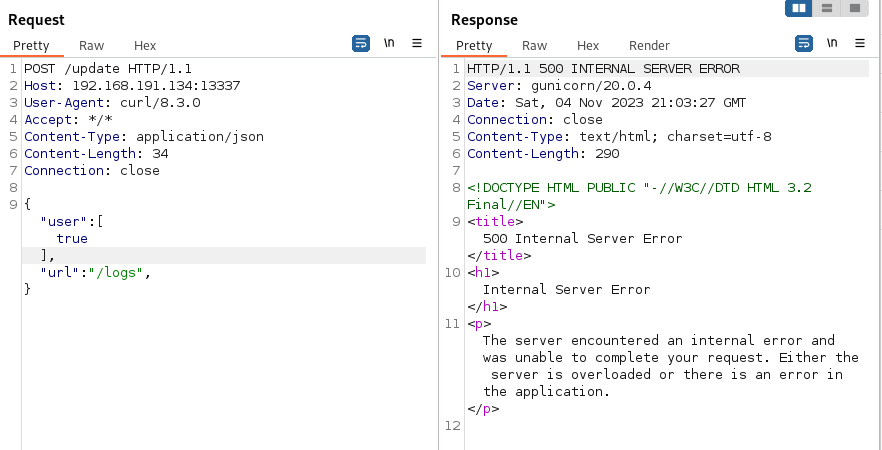 Request
Pretty Raw Hex \n
1 POST /update HTTP/1.1
2 Host: 192.168.191.134:13337
3 User-Agent: curl/8.3.0
4 Accept: */*
5 Content-Type: application/json
6 Content-Length: 34
7 Connection: close
8
9 {
"user":[
true
],
"url":"/logs",
}
Response
Pretty Raw Hex Render \n
1 HTTP/1.1 500 INTERNAL SERVER ERROR
2 Server: gunicorn/20.0.4
3 Date: Sat, 04 Nov 2023 21:03:27 GMT
4 Connection: close
5 Content-Type: text/html; charset=utf-8
6 Content-Length: 290
7
8 <!DOCTYPE HTML PUBLIC "-//W3C//DTD HTML 3.2
Final//EN">
9 <title>
500 Internal Server Error
</title>
10 <h1>
Internal Server Error
</h1>
11 <p>
The server encountered an internal error and
was unable to complete your request. Either the
server is overloaded or there is an error in
the application.
</p>
12